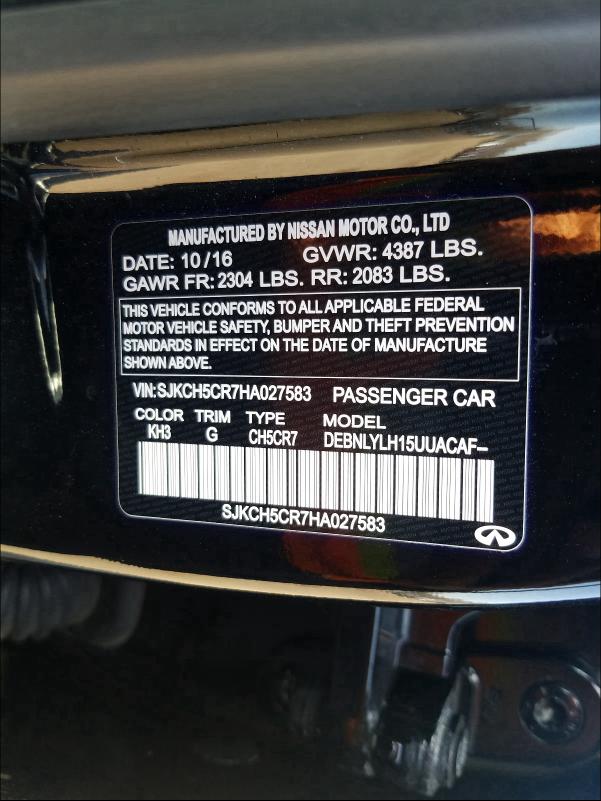 MANUFACTURED BY NISSAN MOTOR CO., LTD
DATE: 10/16 GVWR: 4387 LBS.
GAWR FR: 2304 LBS. RR: 2083 LBS.
THIS VEHICLE CONFORMS TO ALL APPLICABLE FEDERAL
MOTOR VEHICLE SAFETY, BUMPER AND THEFT PREVENTION
STANDARDS IN EFFECT ON THE DATE OF MANUFACTURE
SHOWN ABOVE.
VIN:SJKCH5CR7HA027583 PASSENGER CAR
COLOR TRIM TYPE MODEL
KH3 G CH5CR7 DEBNLYLH15UUACAF-
SJKCH5CR7HA027583